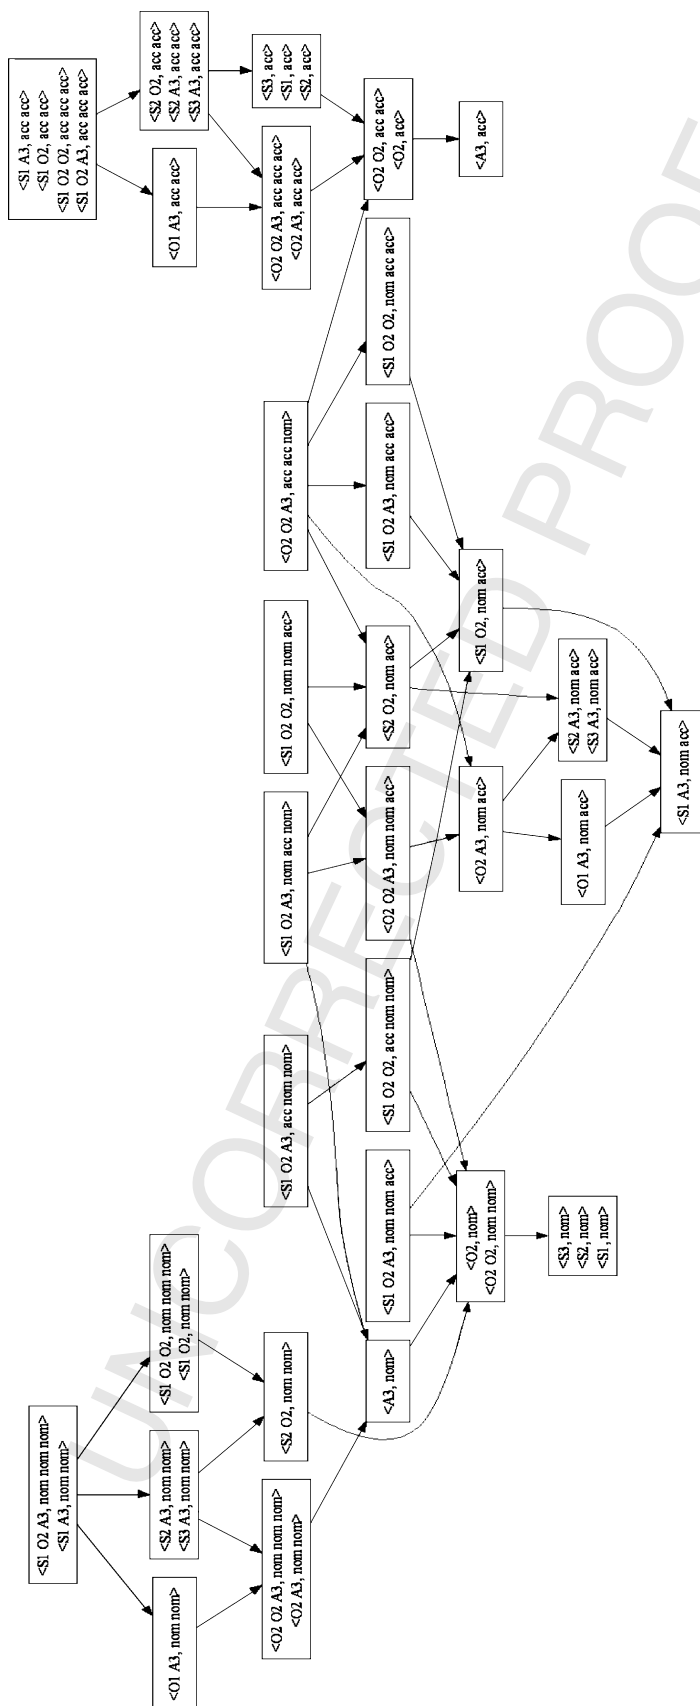 <S1 A3, acc acc>
<S1 O2, acc acc>
<S1 O2 O2, acc acc acc>
<S1 O2 A3, acc acc acc>
<S2 O2, acc acc>
<S2 A3, acc acc>
<S3 A3, acc acc>
<O1 A3, acc acc>
<S3, acc>
<S1, acc>
<S2, acc>
<O2 O2 A3, acc acc acc>
<O2 A3, acc acc>
<O2 O2, acc acc>
<O2, acc>
<A3, acc>
<O2 O2 A3, acc acc nom>
<S1 O2 O2, nom acc acc>
<S1 O2 A3, nom acc acc>
<S1 O2 O2, nom nom acc>
<S1 O2 A3, nom acc nom>
<S2 O2, nom acc>
<O2 O2 A3, nom nom acc>
<S1 O2, nom acc>
<O2 A3, nom acc>
<S2 A3, nom acc>
<S3 A3, nom acc>
<O1 A3, nom acc>
<S1 A3, nom acc>
<S1 O2 A3, acc nom nom>
<S1 O2 O2, acc nom nom>
<S1 O2 A3, nom nom acc>
<A3, nom>
<O2, nom>
<O2 O2, nom nom>
<S3, nom>
<S2, nom>
<S1, nom>
<S1 O2 A3, nom nom nom>
<S1 A3, nom nom>
<S1 O2 O2, nom nom nom>
<S1 O2, nom nom>
<S2 A3, nom nom>
<S3 A3, nom nom>
<O1 A3, nom nom>
<S2 O2, nom nom>
<O2 O2 A3, nom nom nom>
<O2 A3, nom nom>
UNCORRECTED PROOF